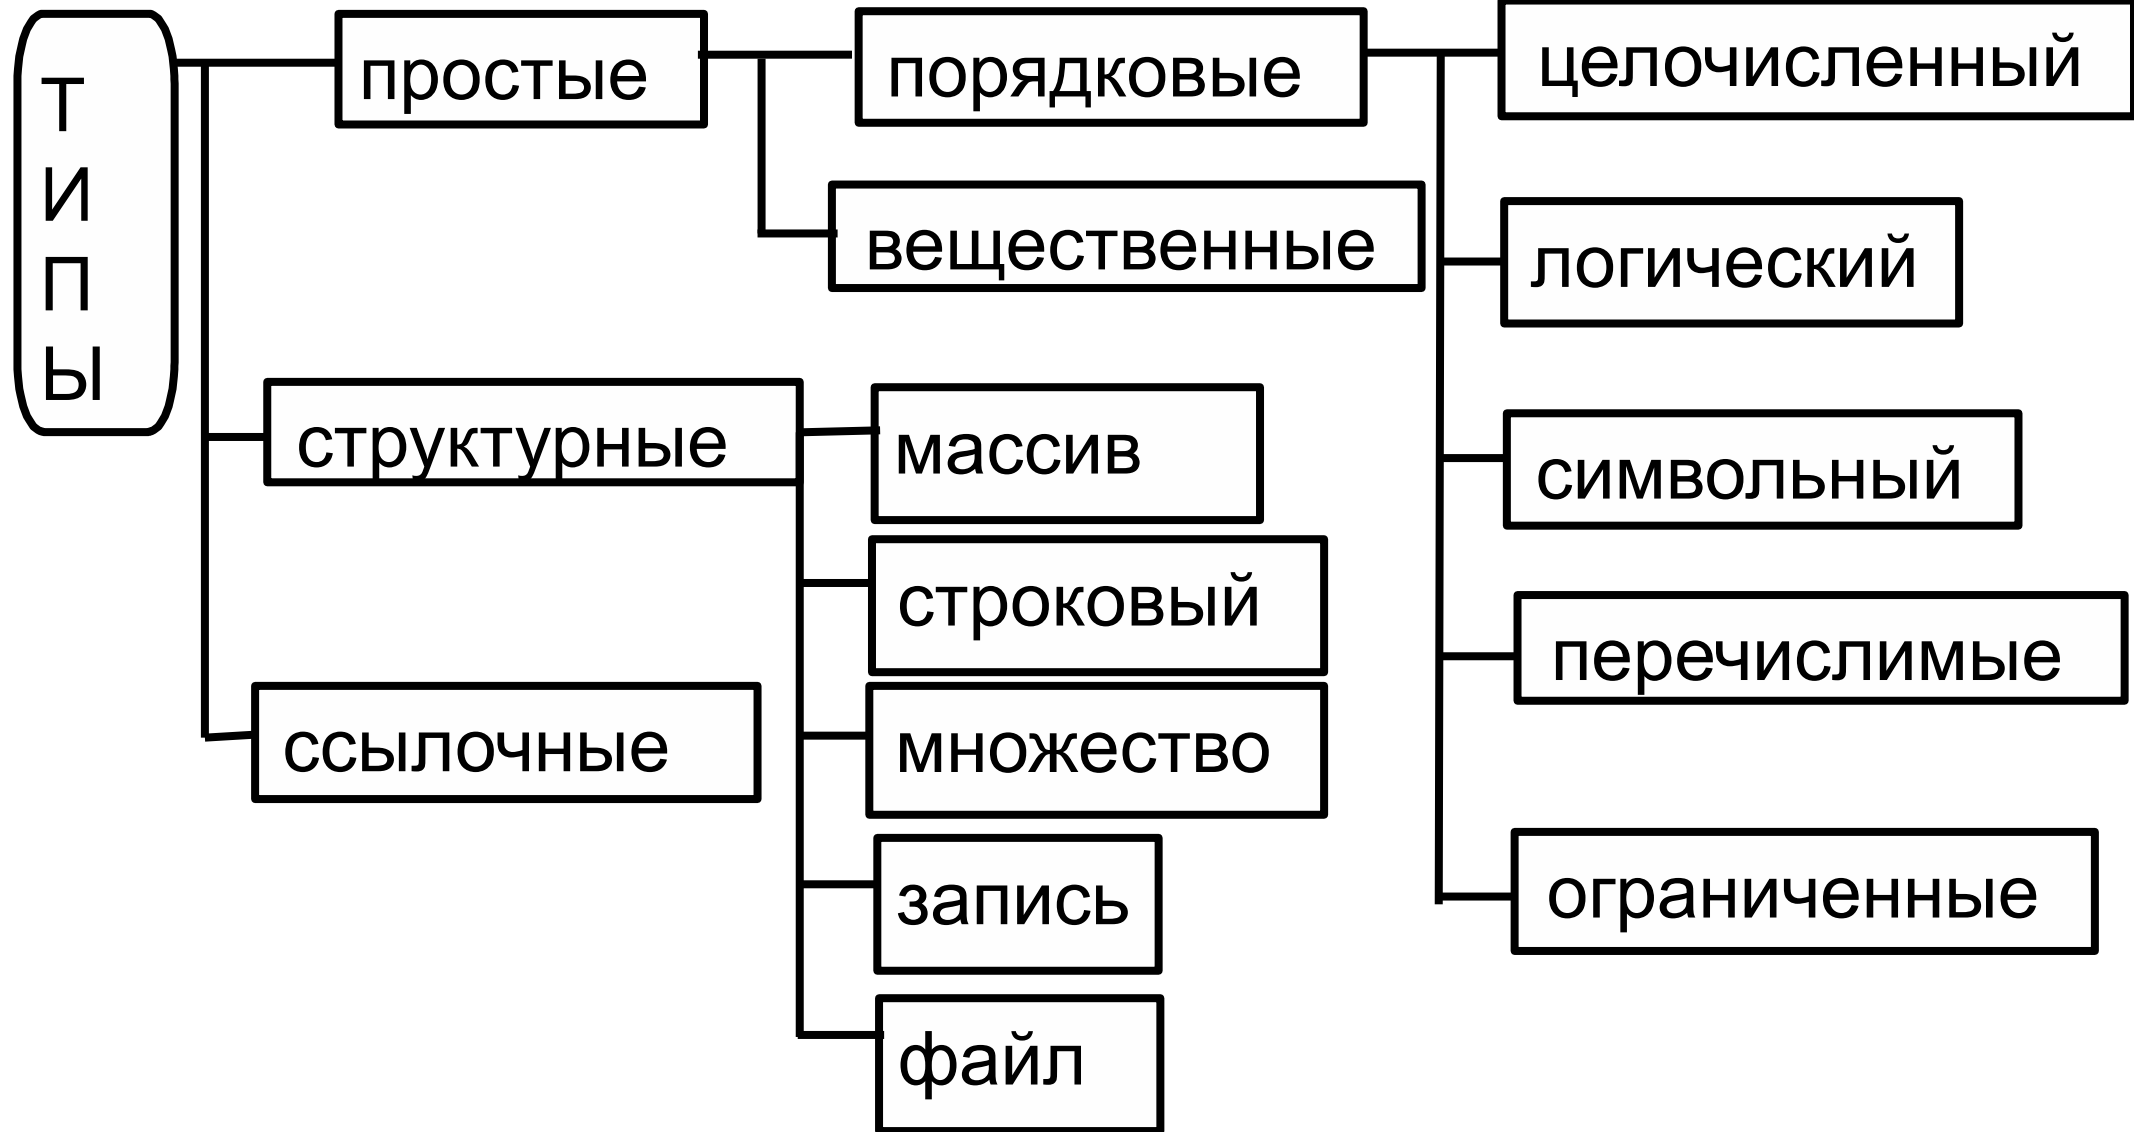 Т
И
П
Ы
простые
порядковые
целочисленный
вещественные
логический
структурные
массив
символьный
строковый
перечислимые
ссылочные
множество
запись
ограниченные
файл